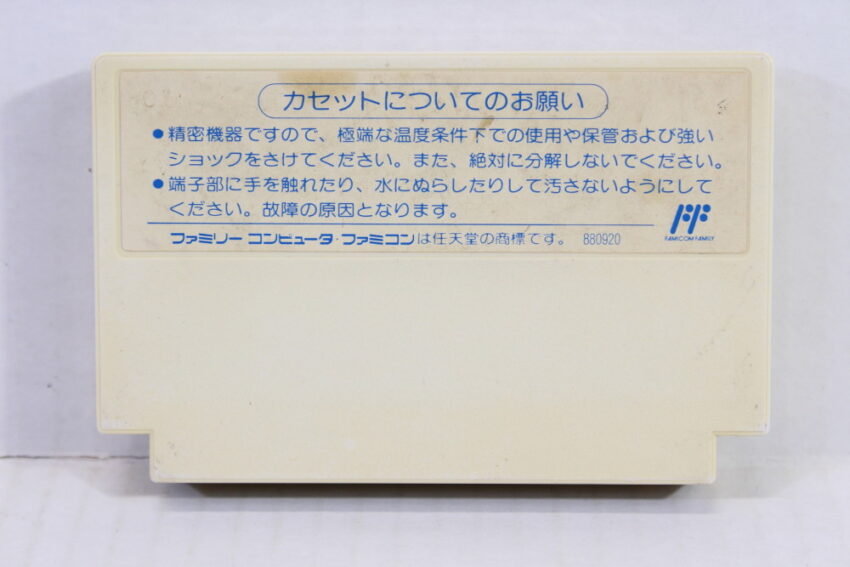 カセットについてのお願い
●精密機器ですので、極端な温度条件下での使用や保管および強い
ショックをさけてください。また、絶対に分解しないでください。
●端子部に手を触れたり、水にぬらしたりして汚さないようにして
ください。故障の原因となります。
FAMICOM FAMILY
ファミリー コンピュータ・ファミコンは任天堂の商標です。 880920